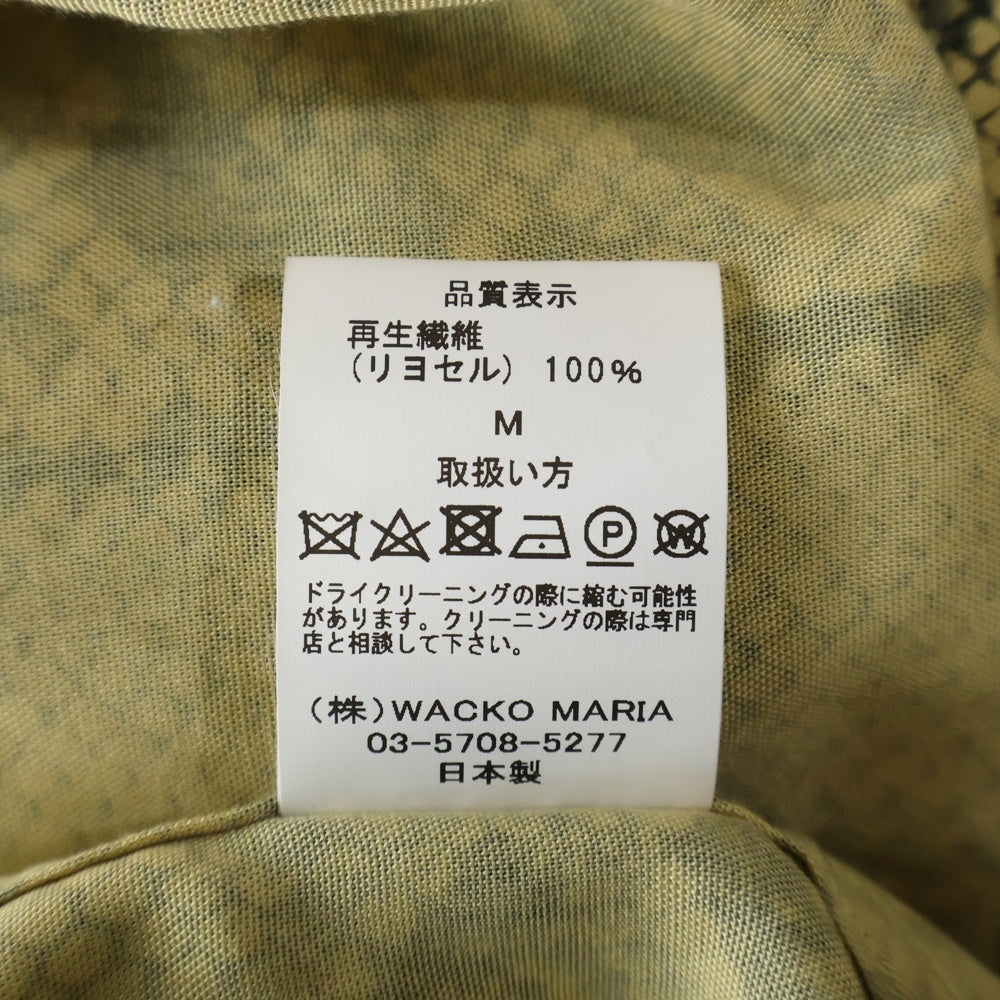 品質表示
再生繊維
(リヨセル) 100%
M
取扱い方
P W
ドライクリーニングの際に縮む可能性
があります。クリーニングの際は専門
店と相談して下さい。
(株)WACKO MARIA
03-5708-5277
日本製